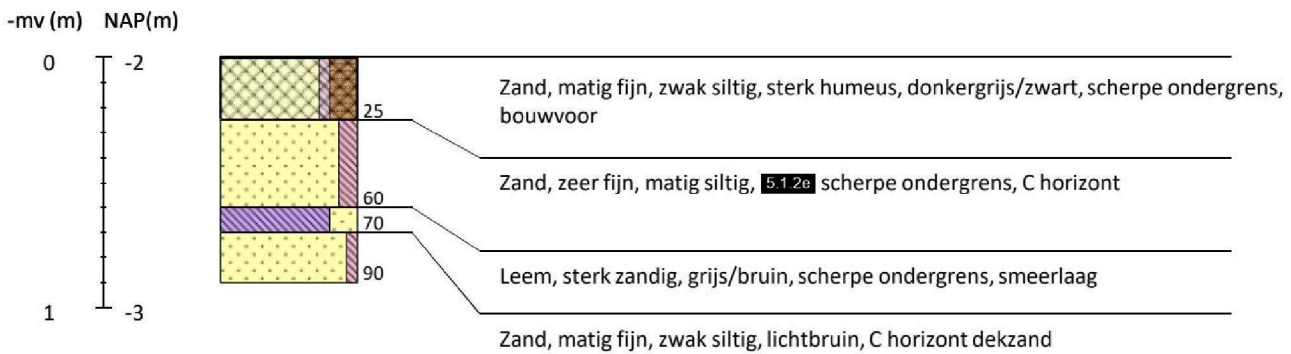 -mv (m) NAP(m)
0 -2
Zand, matig fijn, zwak siltig, sterk humeus, donkergrijs/zwart, scherpe ondergrens,
bouwvoor
25
Zand, zeer fijn, matig siltig, 5.1.2e scherpe ondergrens, C horizont
60
70
Leem, sterk zandig, grijs/bruin, scherpe ondergrens, smeerlaag
90
1 -3
Zand, matig fijn, zwak siltig, lichtbruin, C horizont dekzand